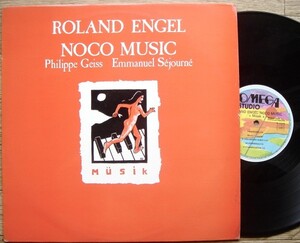 ROLAND ENGEL
NOCO MUSIC
Philippe Geiss Emmanuel Séjourné
MÜSiK
OMEGA
STUDIO